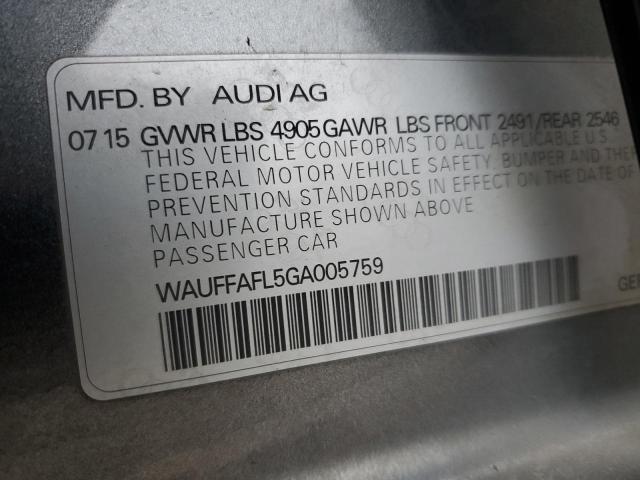 MFD. BY AUDI AG
07 15 GVWR LBS 4905 GAWR LBS FRONT 2491/REAR 2546
THIS VEHICLE CONFORMS TO ALL APPLICABLE U.S
FEDERAL MOTOR VEHICLE SAFETY. BUMPER AND
PREVENTION STANDARDS IN EFFECT ON THE DATE OF
MANUFACTURE SHOWN ABOVE
PASSENGER CAR
WAUFFAFL5GA005759